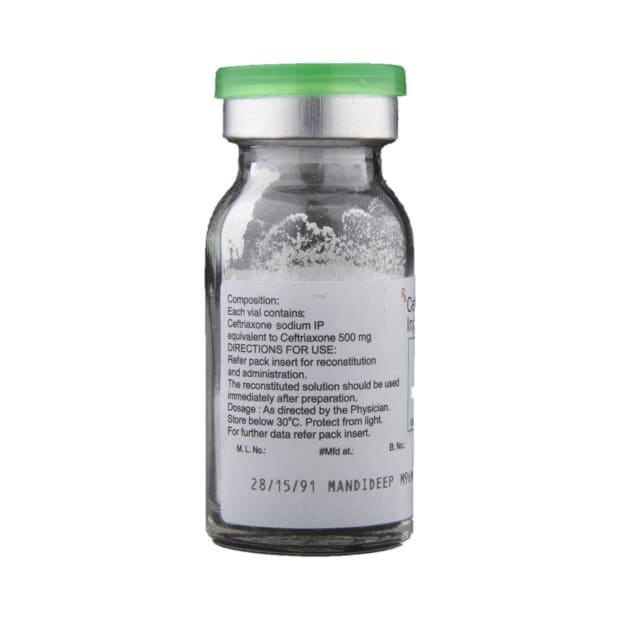 Composition:
Each vial contains:
Ceftriaxone sodium IP
equivalent to Ceftriaxone 500 mg
DIRECTIONS FOR USE:
Refer pack insert for reconstitution
and administration.
The reconstituted solution should be used
immediately after preparation.
Dosage : As directed by the Physician.
Store below 30°C. Protect from light.
For further data refer pack insert.
M. L. No.: #Mfd at.: B. No.:
28/15/91 MANDIDEEP
Rx